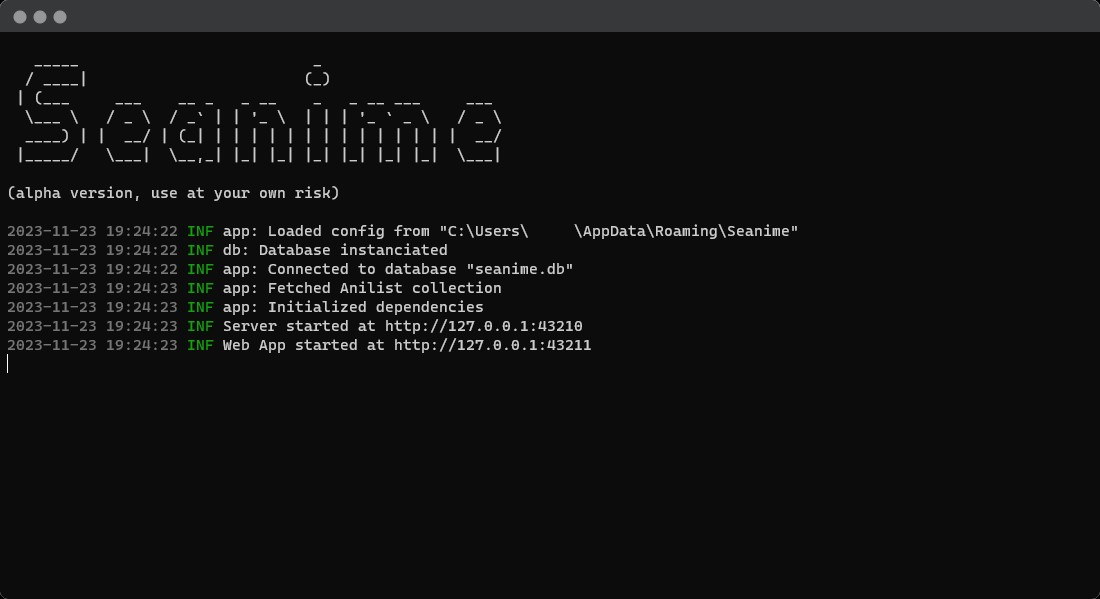 Seanime
(alpha version, use at your own risk)
2023-11-23 19:24:22 INF app: Loaded config from "C:\Users\     \AppData\Roaming\Seanime"
2023-11-23 19:24:22 INF db: Database instanciated
2023-11-23 19:24:22 INF app: Connected to database "seanime.db"
2023-11-23 19:24:23 INF app: Fetched Anilist collection
2023-11-23 19:24:23 INF app: Initialized dependencies
2023-11-23 19:24:23 INF Server started at http://127.0.0.1:43210
2023-11-23 19:24:23 INF Web App started at http://127.0.0.1:43211